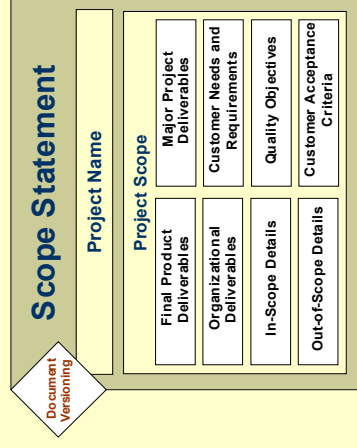 Scope Statement
Document
Versioning
Project Name
Project Scope
Final Product
Deliverables
Major Project
Deliverables
Organizational
Deliverables
Customer Needs and
Requirements
In-Scope Details
Quality Objectives
Out-of-Scope Details
Customer Acceptance
Criteria